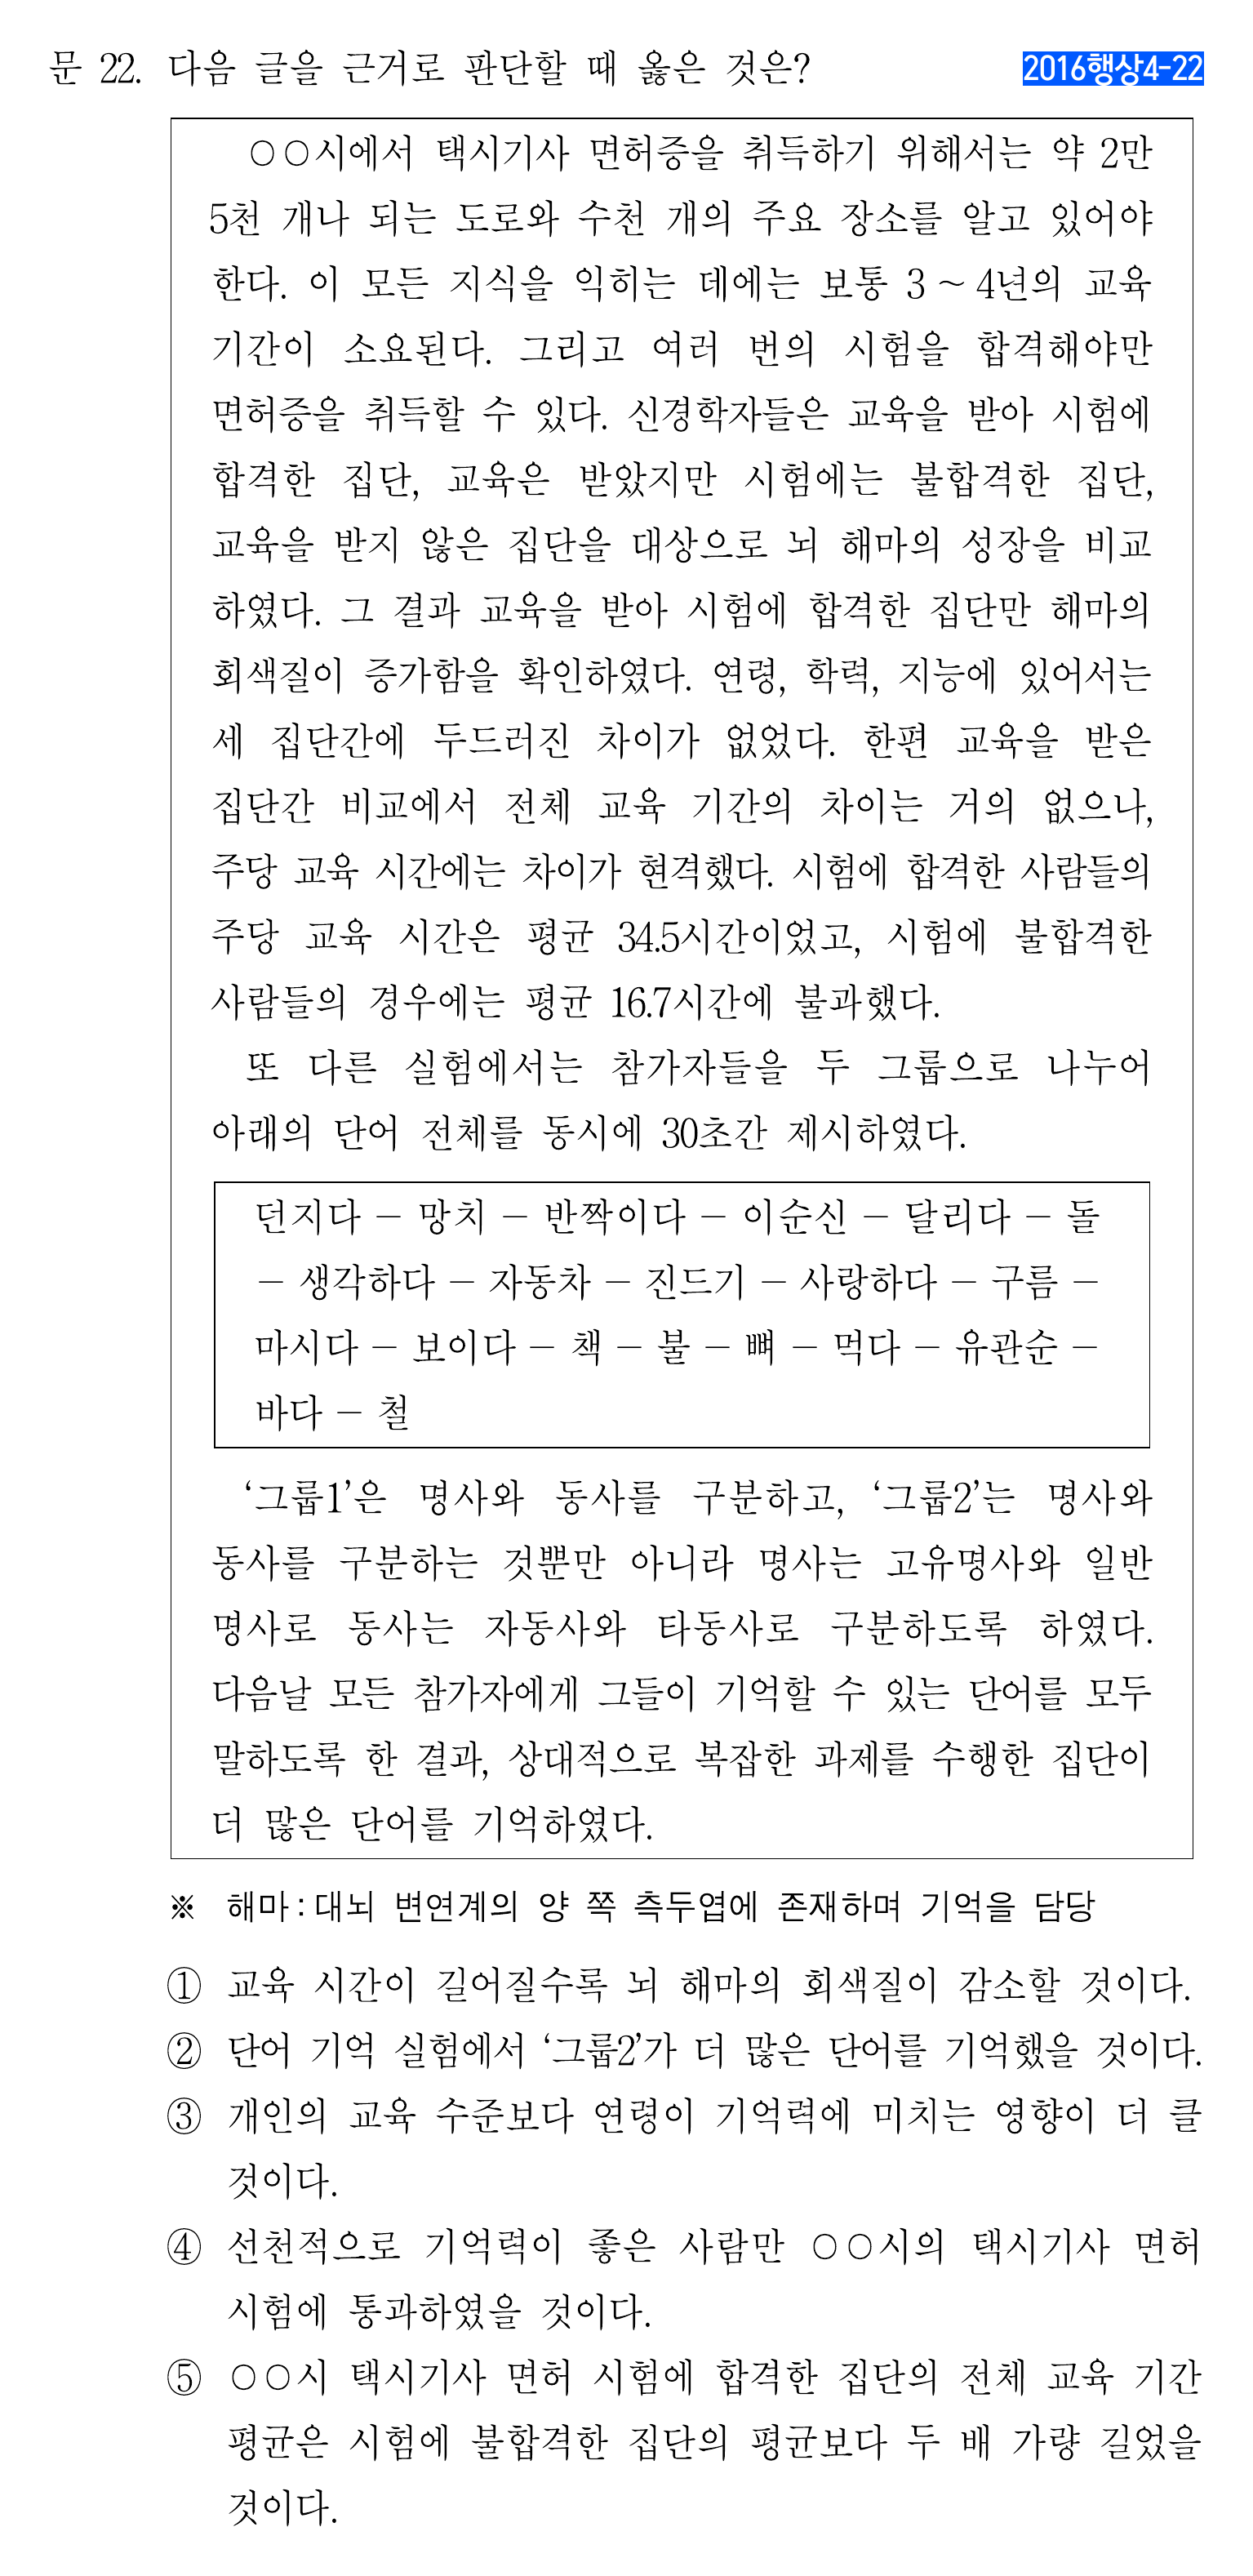 문 22. 다음 글을 근거로 판단할 때 옳은 것은?
2016행상4-22
○○시에서 택시기사 면허증을 취득하기 위해서는 약 2만
5천 개나 되는 도로와 수천 개의 주요 장소를 알고 있어야
한다. 이 모든 지식을 익히는 데에는 보통 3 ~ 4년의 교육
기간이 소요된다. 그리고 여러 번의 시험을 합격해야만
면허증을 취득할 수 있다. 신경학자들은 교육을 받아 시험에
합격한 집단, 교육은 받았지만 시험에는 불합격한 집단,
교육을 받지 않은 집단을 대상으로 뇌 해마의 성장을 비교
하였다. 그 결과 교육을 받아 시험에 합격한 집단만 해마의
회색질이 증가함을 확인하였다. 연령, 학력, 지능에 있어서는
세 집단간에 두드러진 차이가 없었다. 한편 교육을 받은
집단간 비교에서 전체 교육 기간의 차이는 거의 없으나,
주당 교육 시간에는 차이가 현격했다. 시험에 합격한 사람들의
주당 교육 시간은 평균 34.5시간이었고, 시험에 불합격한
사람들의 경우에는 평균 16.7시간에 불과했다.
또 다른 실험에서는 참가자들을 두 그룹으로 나누어
아래의 단어 전체를 동시에 30초간 제시하였다.
던지다 － 망치 － 반짝이다 － 이순신 － 달리다 － 돌
－ 생각하다 － 자동차 － 진드기 － 사랑하다 － 구름 －
마시다 － 보이다 － 책 － 불 － 뼈 － 먹다 － 유관순 －
바다 － 철
‘그룹1’은 명사와 동사를 구분하고, ‘그룹2’는 명사와
동사를 구분하는 것뿐만 아니라 명사는 고유명사와 일반
명사로 동사는 자동사와 타동사로 구분하도록 하였다.
다음날 모든 참가자에게 그들이 기억할 수 있는 단어를 모두
말하도록 한 결과, 상대적으로 복잡한 과제를 수행한 집단이
더 많은 단어를 기억하였다.
※ 해마 : 대뇌 변연계의 양 쪽 측두엽에 존재하며 기억을 담당
① 교육 시간이 길어질수록 뇌 해마의 회색질이 감소할 것이다.
② 단어 기억 실험에서 ‘그룹2’가 더 많은 단어를 기억했을 것이다.
③ 개인의 교육 수준보다 연령이 기억력에 미치는 영향이 더 클
것이다.
④ 선천적으로 기억력이 좋은 사람만 ○○시의 택시기사 면허
시험에 통과하였을 것이다.
⑤ ○○시 택시기사 면허 시험에 합격한 집단의 전체 교육 기간
평균은 시험에 불합격한 집단의 평균보다 두 배 가량 길었을
것이다.